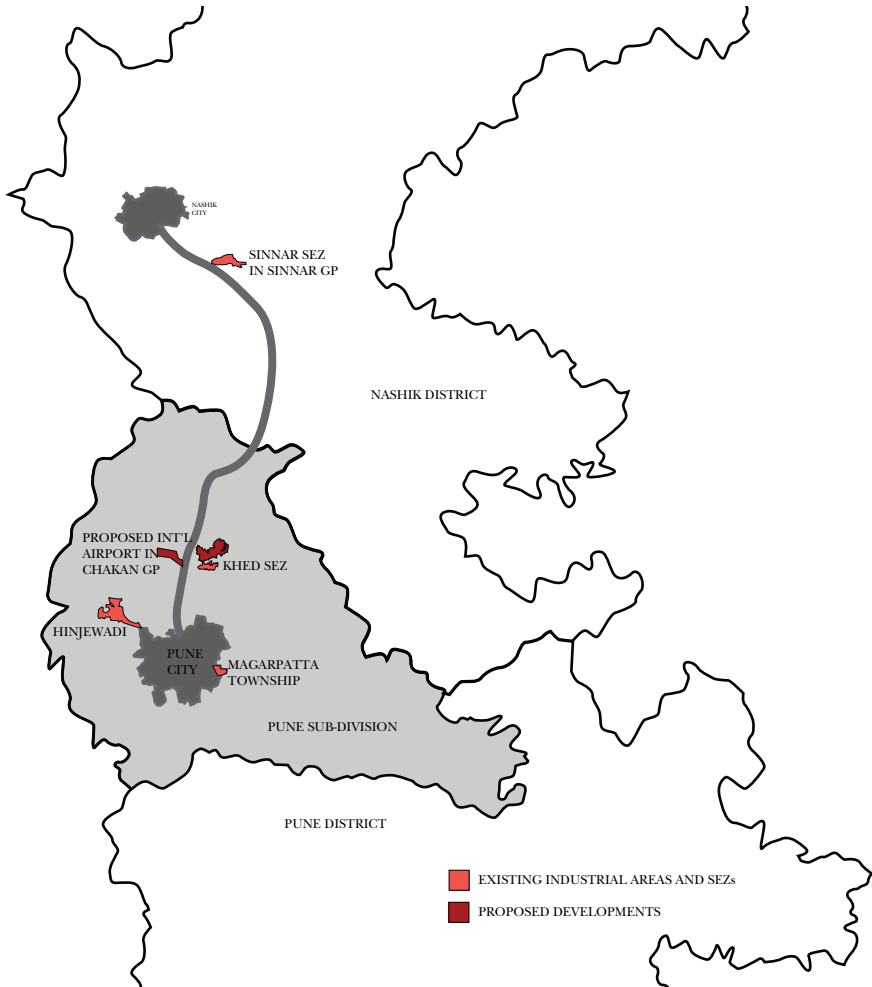 NASHIK
CITY
SINNAR SEZ
IN SINNAR GP
NASHIK DISTRICT
PROPOSED INT'L
AIRPORT IN
CHAKAN GP
KHED SEZ
HINJEWADI
PUNE
CITY
MAGARPATTA
TOWNSHIP
PUNE SUB-DIVISION
PUNE DISTRICT
EXISTING INDUSTRIAL AREAS AND SEZs
PROPOSED DEVELOPMENTS